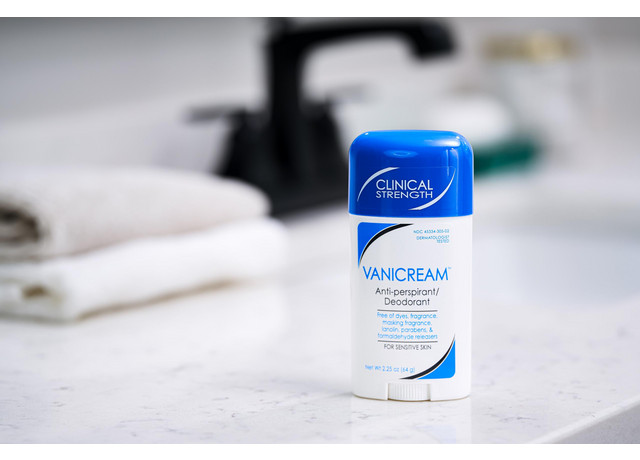 CLINICAL
STRENGTH
DERMATOLOGIST
TESTED
VANICREAM™
Anti-perspirant/
Deodorant
Free of dyes, fragrance,
masking fragrance,
lanolin, parabens, &
formaldehyde releasers
FOR SENSITIVE SKIN
Net Wt 2.25 oz (64 g)